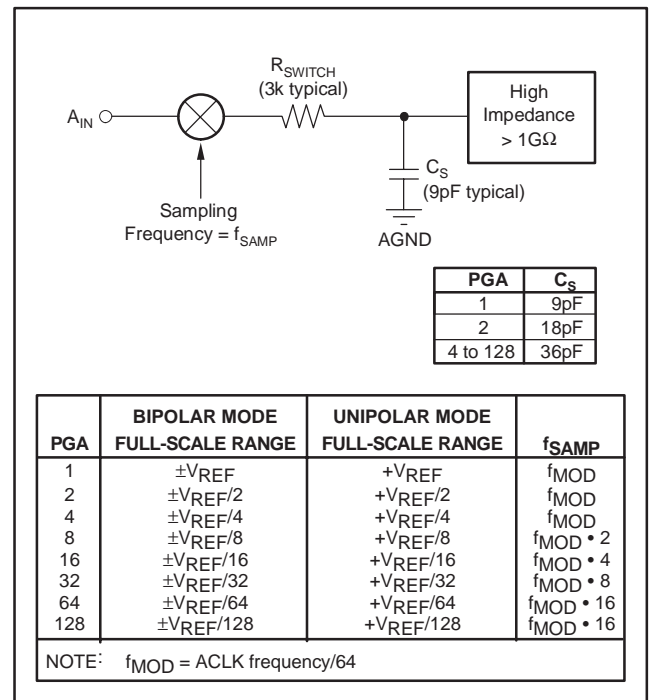 R_SWITCH
(3k typical)
High
Impedance
> 1GΩ
A_IN
C_S
(9pF typical)
Sampling
Frequency = f_SAMP
AGND
PGA C_S
1 9pF
2 18pF
4 to 128 36pF
BIPOLAR MODE UNIPOLAR MODE
PGA FULL-SCALE RANGE FULL-SCALE RANGE f_SAMP
1 ±V_REF +V_REF f_MOD
2 ±V_REF/2 +V_REF/2 f_MOD
4 ±V_REF/4 +V_REF/4 f_MOD
8 ±V_REF/8 +V_REF/8 f_MOD • 2
16 ±V_REF/16 +V_REF/16 f_MOD • 4
32 ±V_REF/32 +V_REF/32 f_MOD • 8
64 ±V_REF/64 +V_REF/64 f_MOD • 16
128 ±V_REF/128 +V_REF/128 f_MOD • 16
NOTE: f_MOD = ACLK frequency/64